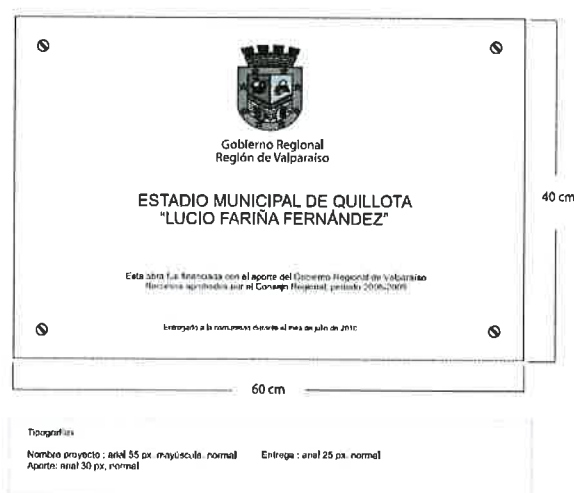 Gobierno Regional
Región de Valparaíso
ESTADIO MUNICIPAL DE QUILLOTA
"LUCIO FARIÑA FERNÁNDEZ"
40 cm
Esta obra fue financiada con el aporte del Gobierno Regional de Valparaíso
Recursos aprobados por el Consejo Regional, periodo 2006-2009
Entregado a la comunidad durante el mes de julio de 2010
60 cm
Tipografías
Nombre proyecto : arial 55 px. mayúscula. normal
Entrega : arial 25 px. normal
Aporte: arial 30 px, normal